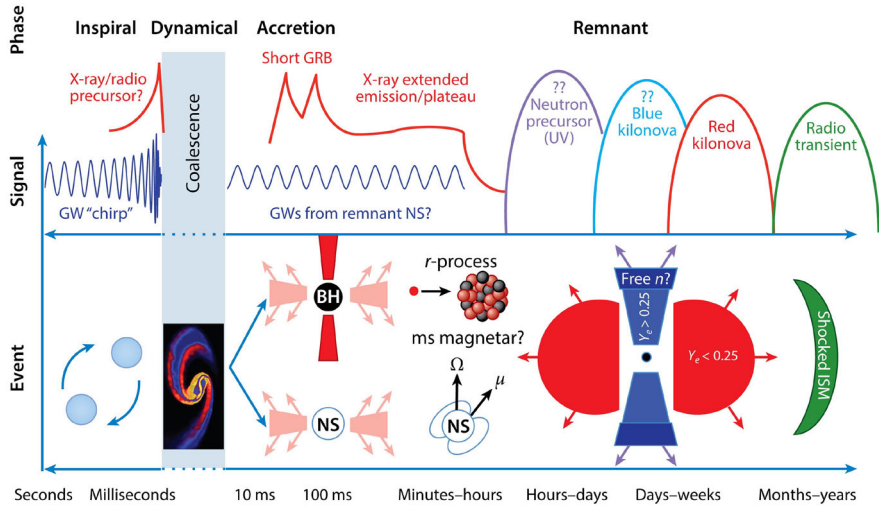 Phase
Inspiral
Dynamical
Accretion
Remnant
Signal
X-ray/radio
precursor?
GW “chirp”
Coalescence
Short GRB
X-ray extended
emission/plateau
GWs from remnant NS?
??
Neutron
precursor
(UV)
??
Blue
kilonova
Red
kilonova
Radio
transient
Event
BH
NS
r-process
ms magnetar?
Ω
μ
NS
Free n?
Ye > 0.25
Ye < 0.25
Shocked ISM
Seconds
Milliseconds
10 ms
100 ms
Minutes–hours
Hours–days
Days–weeks
Months–years